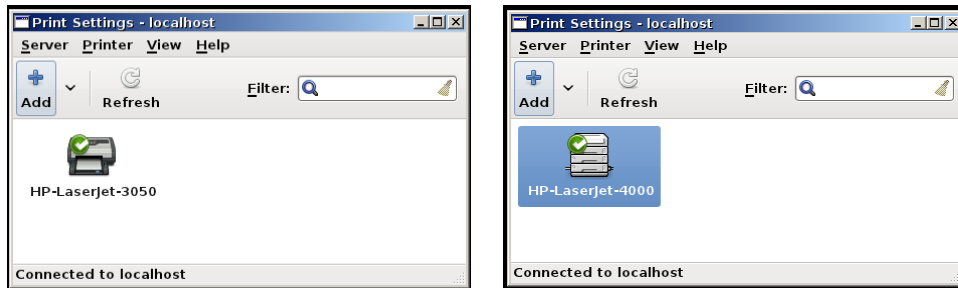 Print Settings - localhost
Server Printer View Help
Add
Refresh
Filter:
HP-LaserJet-3050
Connected to localhost
Print Settings - localhost
Server Printer View Help
Add
Refresh
Filter:
HP-LaserJet-4000
Connected to localhost